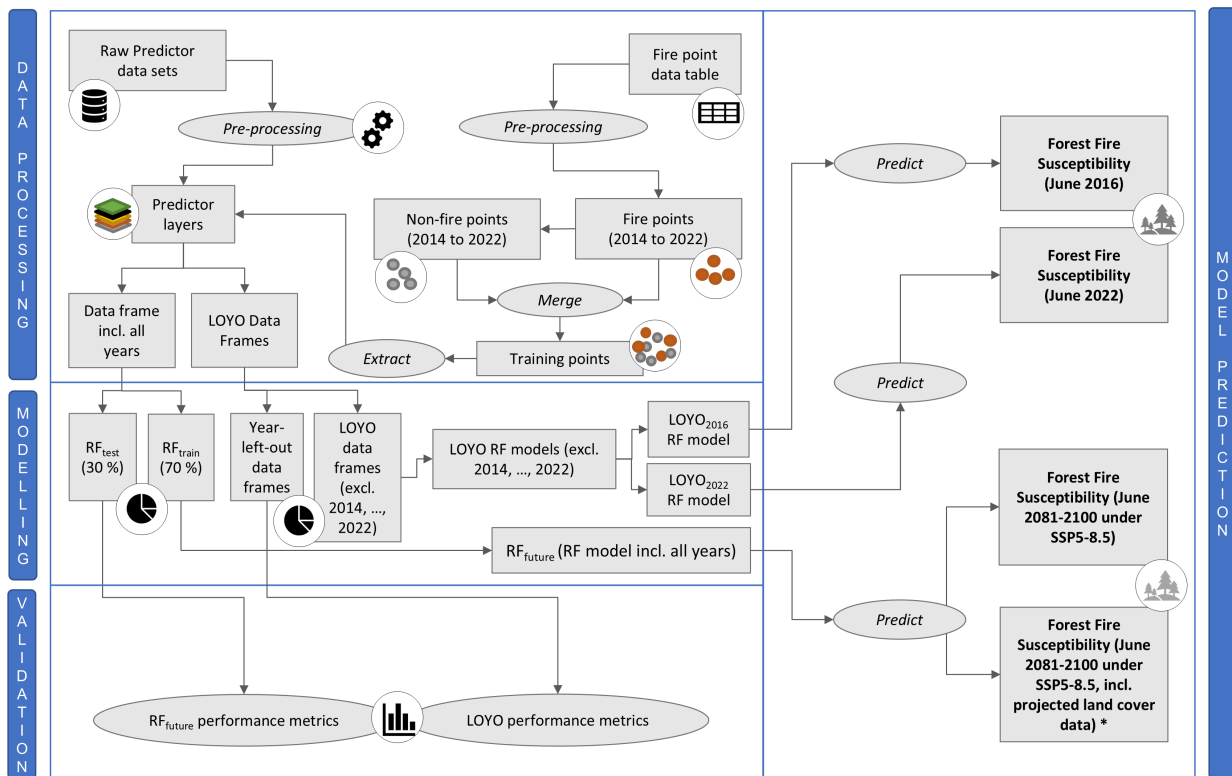 DATA PROCESSING
Raw Predictor
data sets
Pre-processing
Predictor
layers
Data frame
incl. all
years
LOYO Data
Frames
Fire point
data table
Pre-processing
Non-fire points
(2014 to 2022)
Fire points
(2014 to 2022)
Merge
Training points
Extract
MODELLING
RFtest
(30 %)
RFtrain
(70 %)
Year-
left-out
data
frames
LOYO
data
frames
(excl.
2014, …,
2022)
LOYO RF models (excl.
2014, …, 2022)
LOYO2016
RF model
LOYO2022
RF model
RFfuture (RF model incl. all years)
VALIDATION
RFfuture performance metrics
LOYO performance metrics
MODEL PREDICTION
Predict
Forest Fire
Susceptibility
(June 2016)
Predict
Forest Fire
Susceptibility
(June 2022)
Predict
Forest Fire
Susceptibility (June
2081-2100 under
SSP5-8.5)
Forest Fire
Susceptibility (June
2081-2100 under
SSP5-8.5, incl.
projected land cover
data) *